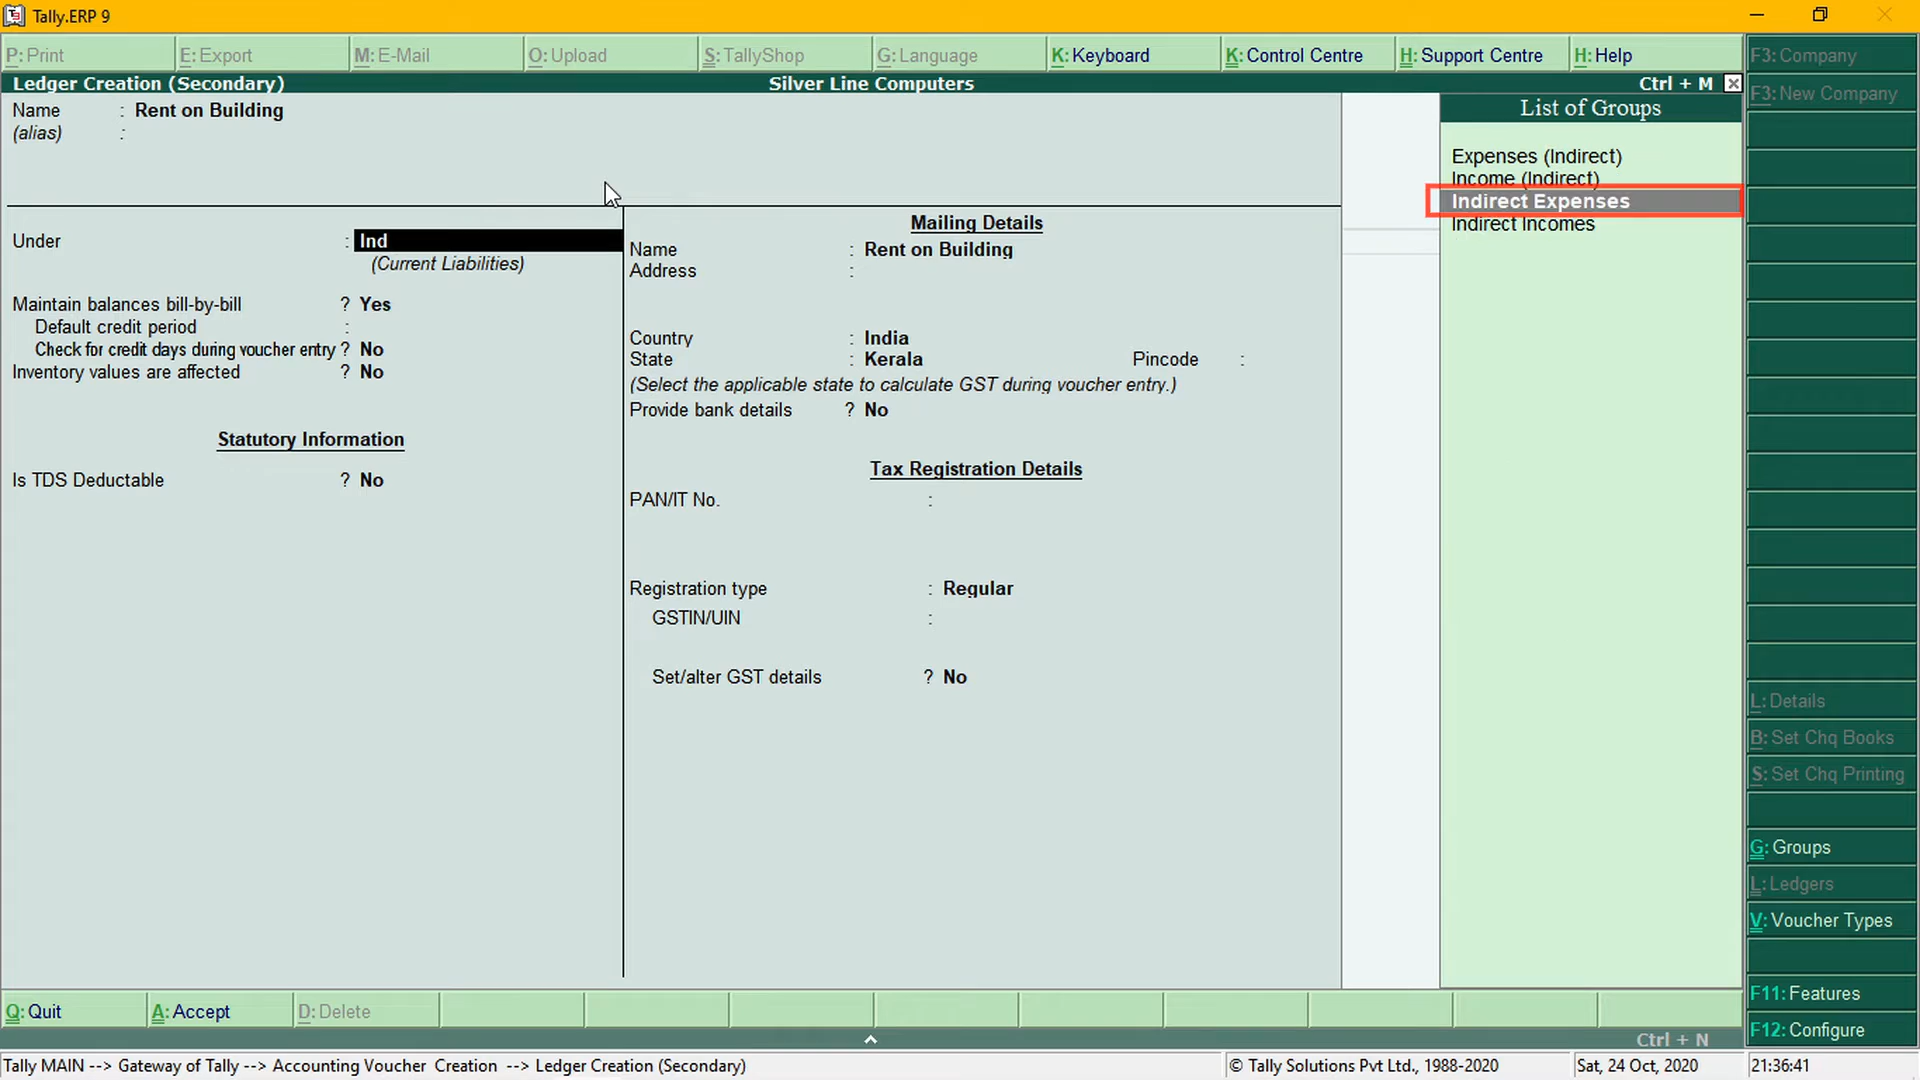 Tally.ERP 9
P: Print
E: Export
M: E-Mail
O: Upload
S: TallyShop
G: Language
K: Keyboard
K: Control Centre
H: Support Centre
H: Help
F3: Company
Ledger Creation (Secondary)
Silver Line Computers
Ctrl + M
F3: New Company
Name : Rent on Building
(alias) :
List of Groups
Expenses (Indirect)
Income (Indirect)
Indirect Expenses
Indirect Incomes
Under : Ind
(Current Liabilities)
Maintain balances bill-by-bill ? Yes
Default credit period :
Check for credit days during voucher entry ? No
Inventory values are affected ? No
Statutory Information
Is TDS Deductable ? No
Mailing Details
Name : Rent on Building
Address :
Country : India
State : Kerala Pincode :
(Select the applicable state to calculate GST during voucher entry.)
Provide bank details ? No
Tax Registration Details
PAN/IT No. :
Registration type : Regular
GSTIN/UIN :
Set/alter GST details ? No
L: Details
B: Set Chq Books
S: Set Chq Printing
G: Groups
L: Ledgers
V: Voucher Types
F11: Features
F12: Configure
Q: Quit
A: Accept
D: Delete
Ctrl + N
Tally MAIN --> Gateway of Tally --> Accounting Voucher Creation --> Ledger Creation (Secondary)
© Tally Solutions Pvt Ltd., 1988-2020
Sat, 24 Oct, 2020
21:36:41